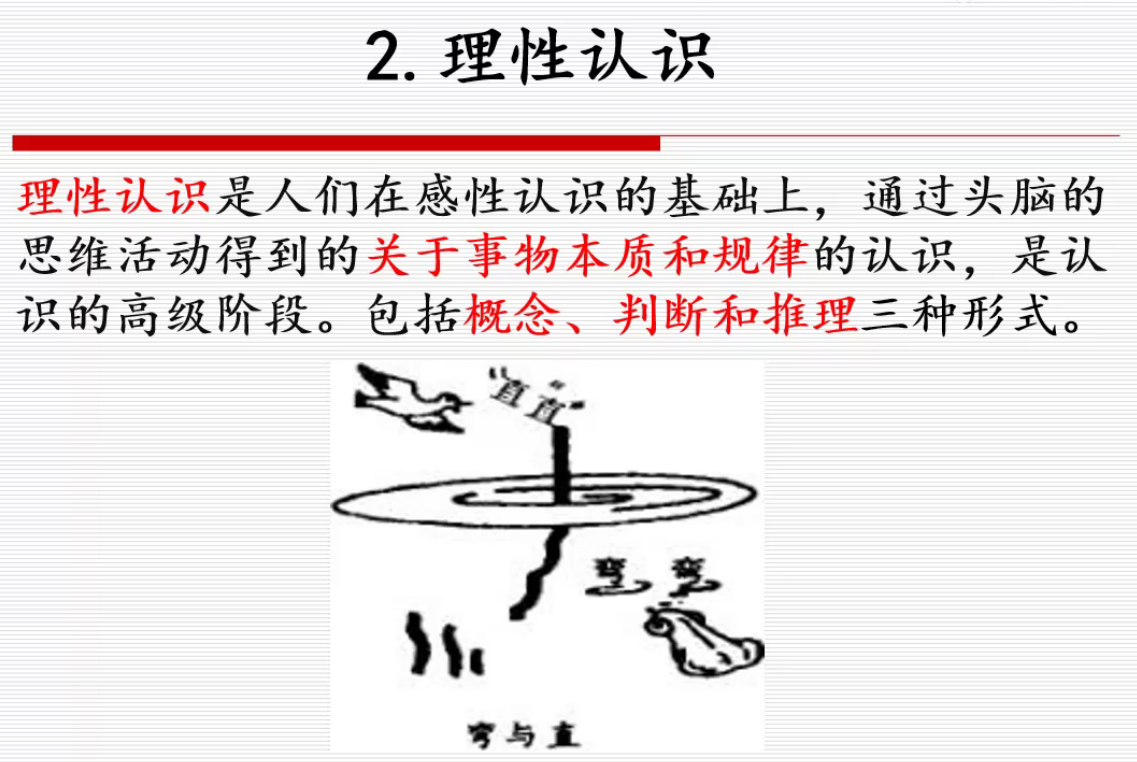 2. 理性认识
理性认识是人们在感性认识的基础上，通过头脑的
思维活动得到的关于事物本质和规律的认识，是认
识的高级阶段。包括概念、判断和推理三种形式。
“直直”
弯弯
弯与直